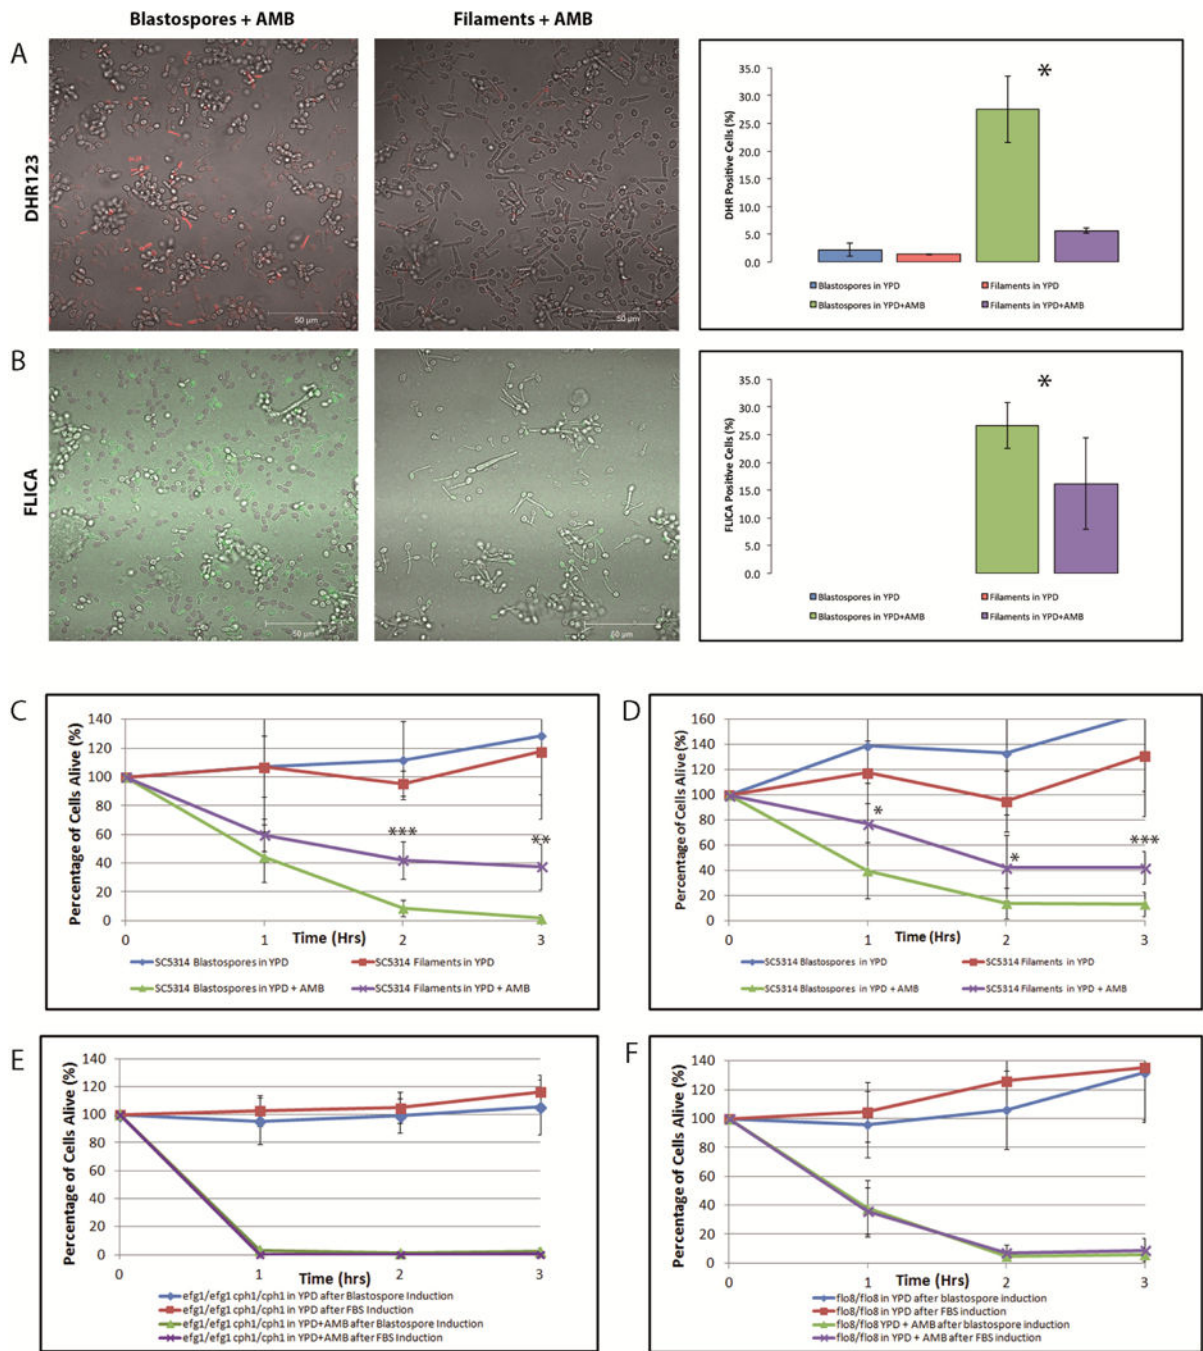 Blastospores + AMB
Filaments + AMB
A
DHR123
50 µm
50 µm
DHR Positive Cells (%)
35.0
30.0
25.0
20.0
15.0
10.0
5.0
0.0
*
Blastospores in YPD
Filaments in YPD
Blastospores in YPD+AMB
Filaments in YPD+AMB
B
FLICA
50 µm
50 µm
FLICA Positive Cells (%)
35.0
30.0
25.0
20.0
15.0
10.0
5.0
0.0
*
Blastospores in YPD
Filaments in YPD
Blastospores in YPD+AMB
Filaments in YPD+AMB
C
Percentage of Cells Alive (%)
140
120
100
80
60
40
20
0
***
**
0 1 2 3
Time (Hrs)
SC5314 Blastospores in YPD
SC5314 Filaments in YPD
SC5314 Blastospores in YPD + AMB
SC5314 Filaments in YPD + AMB
D
Percentage of Cells Alive (%)
160
140
120
100
80
60
40
20
0
*
*
***
0 1 2 3
Time (Hrs)
SC5314 Blastospores in YPD
SC5314 Filaments in YPD
SC5314 Blastospores in YPD + AMB
SC5314 Filaments in YPD + AMB
E
Percentage of Cells Alive (%)
140
120
100
80
60
40
20
0
0 1 2 3
Time (hrs)
efg1/efg1 cph1/cph1 in YPD after Blastospore Induction
efg1/efg1 cph1/cph1 in YPD after FBS Induction
efg1/efg1 cph1/cph1 in YPD+AMB after Blastospore Induction
efg1/efg1 cph1/cph1 in YPD+AMB after FBS Induction
F
Percentage of Cells Alive (%)
140
120
100
80
60
40
20
0
0 1 2 3
Time (Hrs)
flo8/flo8 in YPD after blastospore induction
flo8/flo8 in YPD after FBS induction
flo8/flo8 YPD + AMB after blastospore induction
flo8/flo8 in YPD + AMB after FBS induction